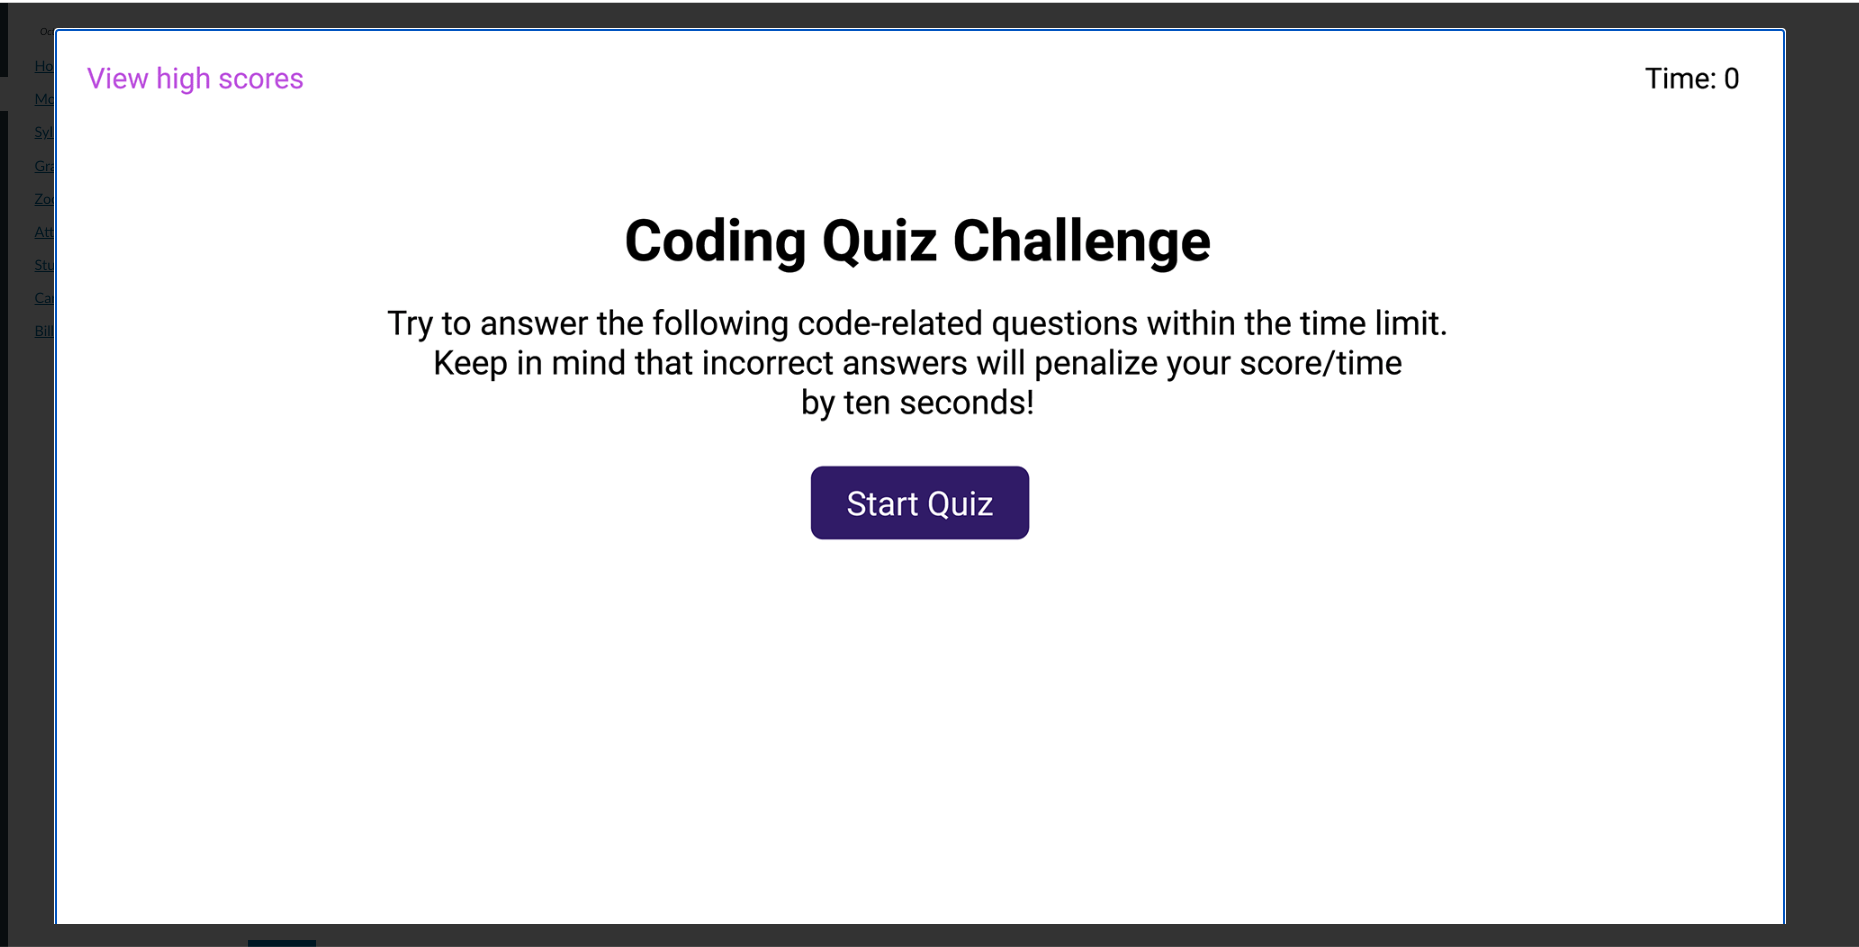 View high scores
Time: 0
Coding Quiz Challenge
Try to answer the following code-related questions within the time limit.
Keep in mind that incorrect answers will penalize your score/time
by ten seconds!
Start Quiz